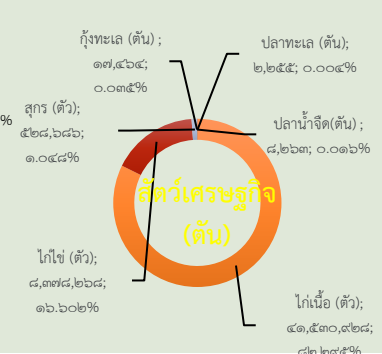 กุ้งทะเล (ตัน) ;
๑๗,๔๖๔;
๐.๐๓๕%
ปลาทะเล (ตัน);
๒,๒๕๕; ๐.๐๐๔%
%
สุกร (ตัว);
๕๒๘,๖๘๖;
๑.๐๔๘%
ปลาน้ำจืด(ตัน) ;
๘,๒๖๓; ๐.๐๑๖%
สัตว์เศรษฐกิจ
(ตัน)
ไก่ไข่ (ตัว);
๘,๓๗๘,๒๖๘;
๑๖.๖๐๒%
ไก่เนื้อ (ตัว);
๔๑,๕๓๐,๙๒๘;
๘๒.๒๙๕%